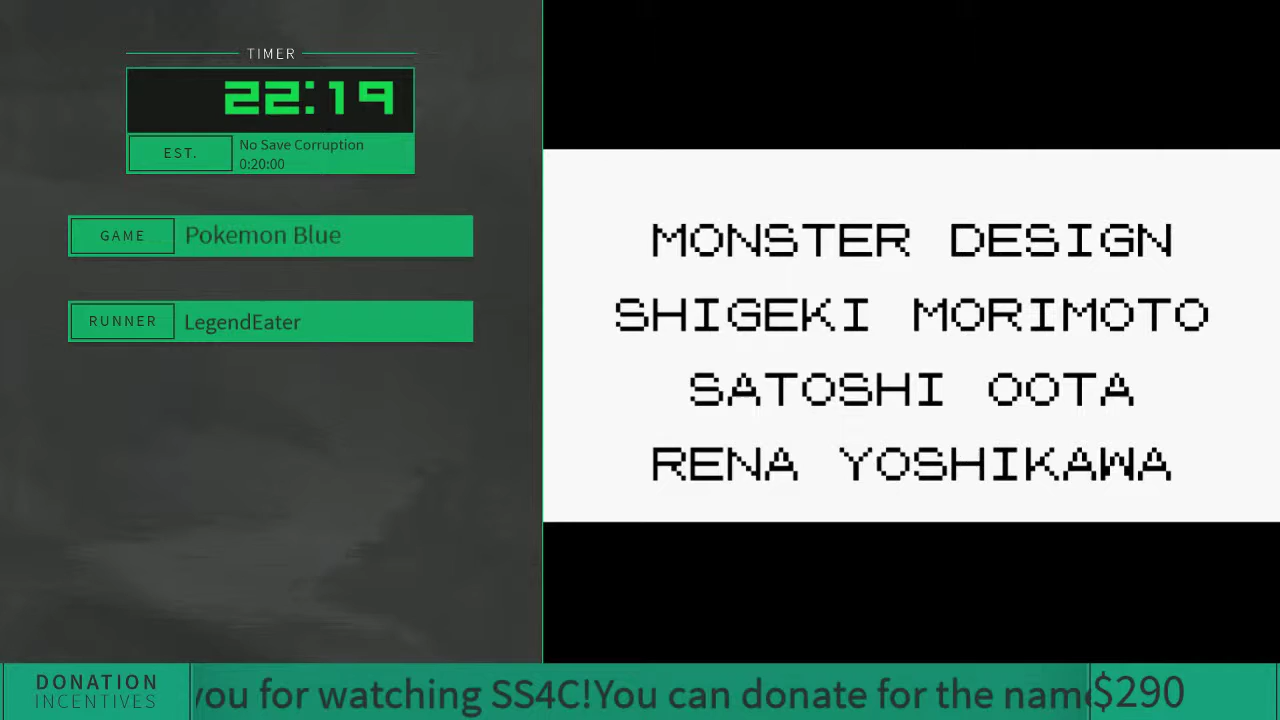 TIMER
22:19
EST.
No Save Corruption
0:20:00
GAME
Pokemon Blue
RUNNER
LegendEater
MONSTER DESIGN
SHIGEKI MORIMOTO
SATOSHI OOTA
RENA YOSHIKAWA
DONATION
INCENTIVES
you for watching SS4C!You can donate for the name
$290